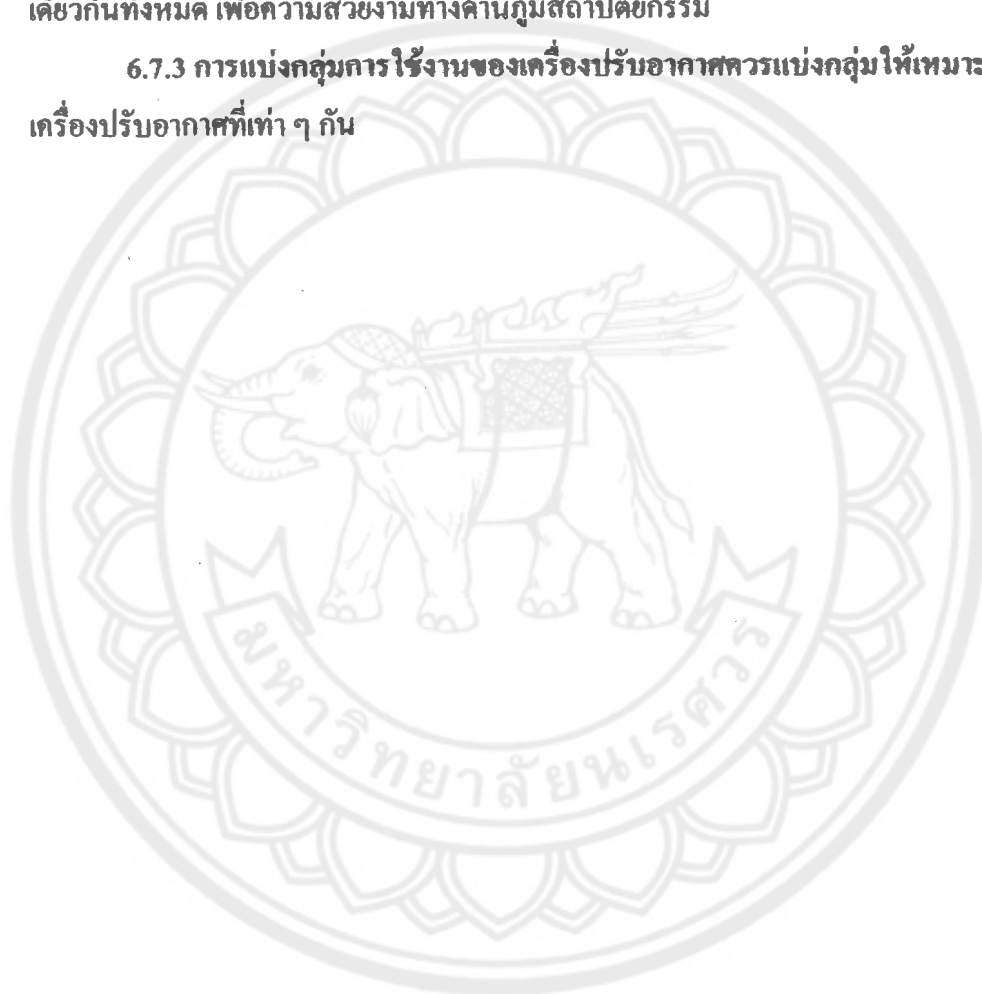 เดียวกันทั้งหมด เพื่อความสวยงามทางด้านภูมิสถาปัตยกรรม
6.7.3 การแบ่งกลุ่มการใช้งานของเครื่องปรับอากาศควรแบ่งกลุ่มให้เหมาะ
เครื่องปรับอากาศที่เท่า ๆ กัน
มหาวิทยาลัยนเรศวร